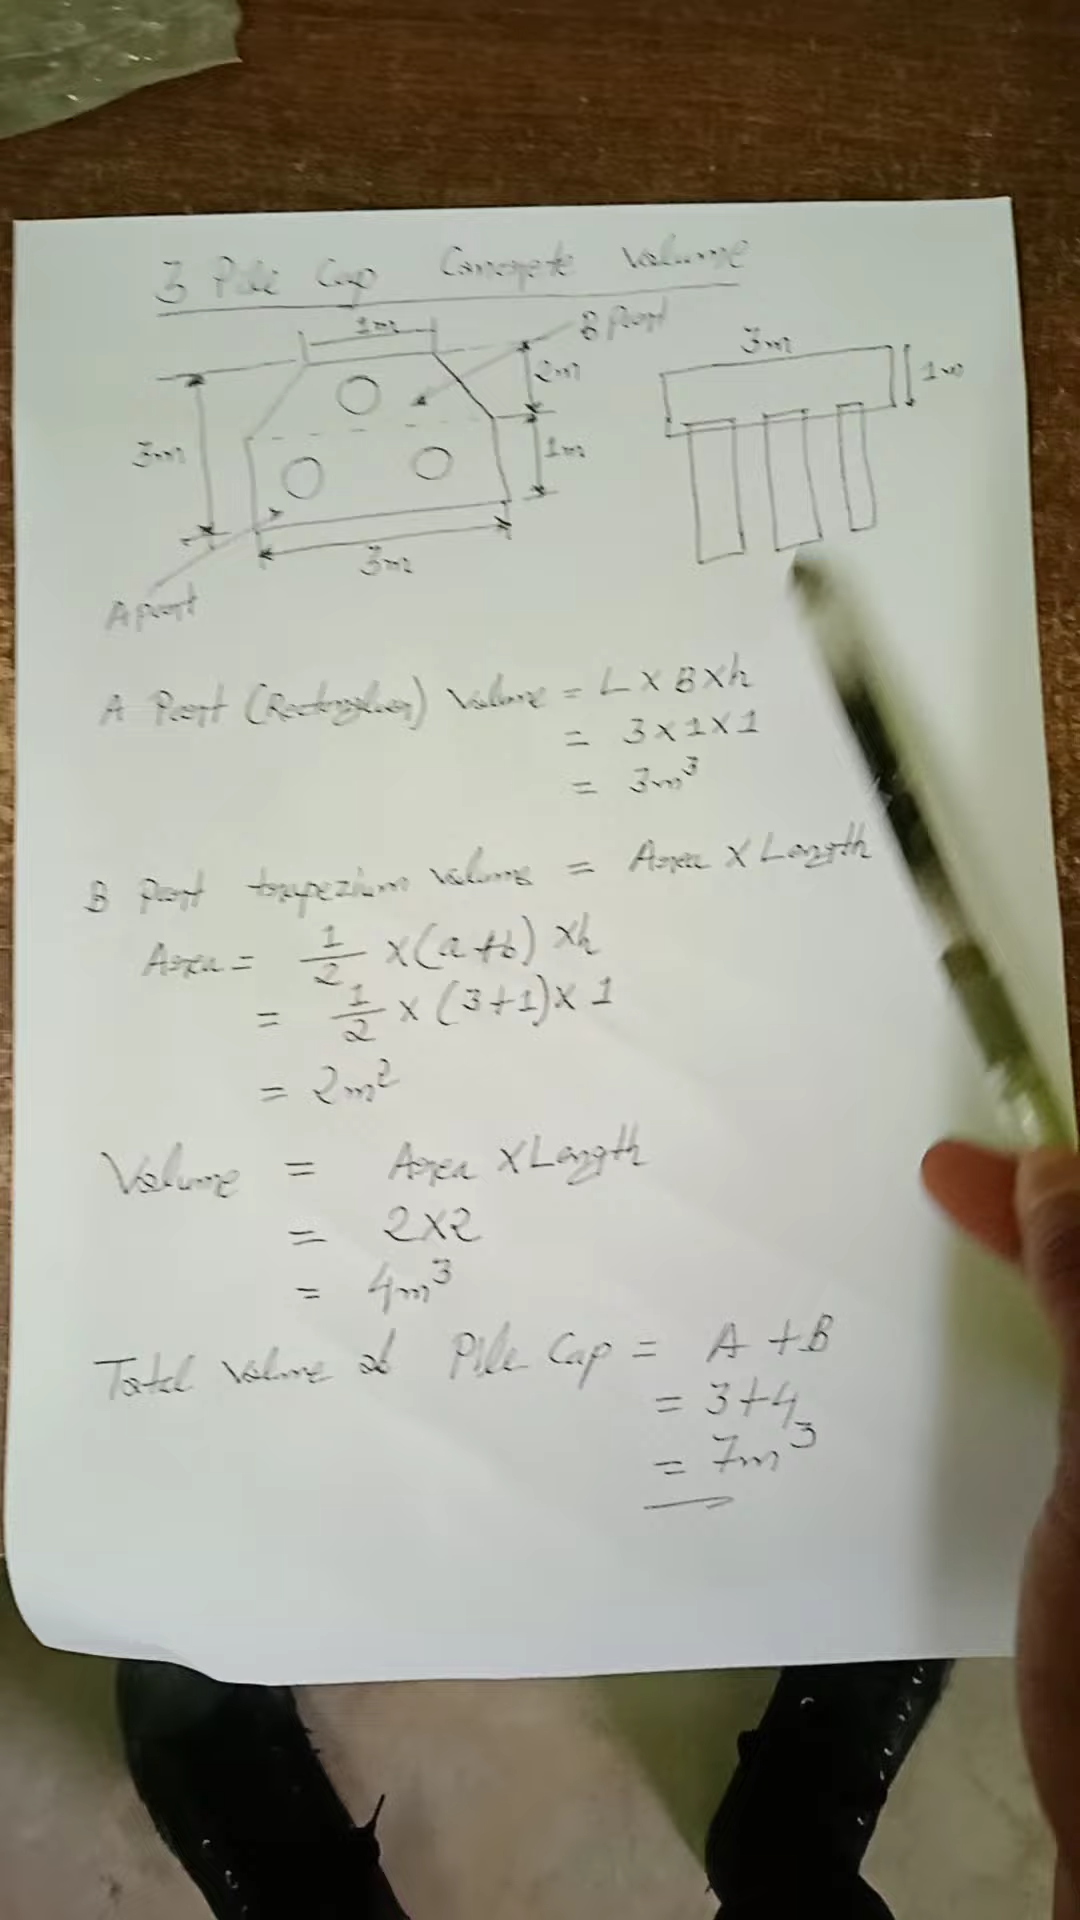 3 Pile Cap Concrete Volume
1m
B Part
2m
3m
1m
3m
A part
3m
1m
A Part (Rectangular) Volume = L X B X h
= 3 X 1 X 1
= 3m³
B Part trapezium Volume = Area X Length
Area = 1/2 X (a+b) X h
= 1/2 X (3+1) X 1
= 2m²
Volume = Area X Length
= 2X2
= 4m³
Total Volume of Pile Cap = A + B
= 3+4
= 7m³